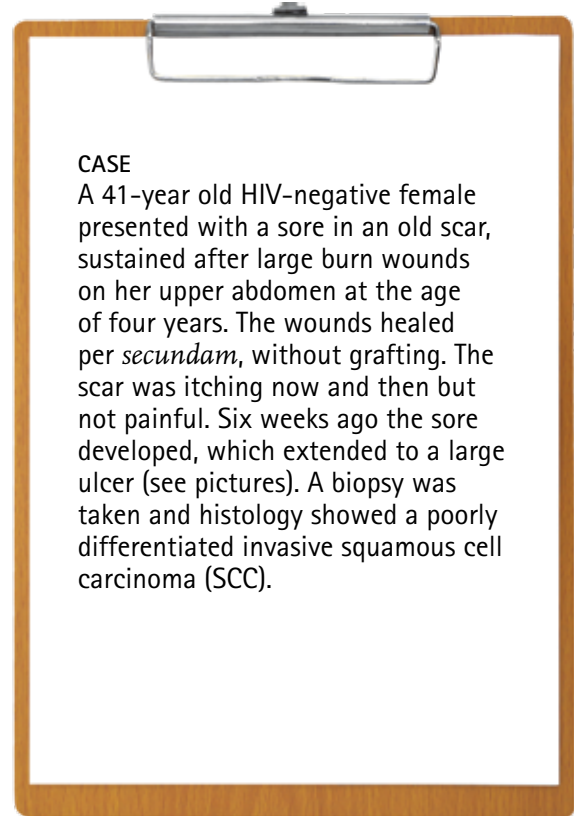 CASE
A 41-year old HIV-negative female
presented with a sore in an old scar,
sustained after large burn wounds
on her upper abdomen at the age
of four years. The wounds healed
per secundam, without grafting. The
scar was itching now and then but
not painful. Six weeks ago the sore
developed, which extended to a large
ulcer (see pictures). A biopsy was
taken and histology showed a poorly
differentiated invasive squamous cell
carcinoma (SCC).